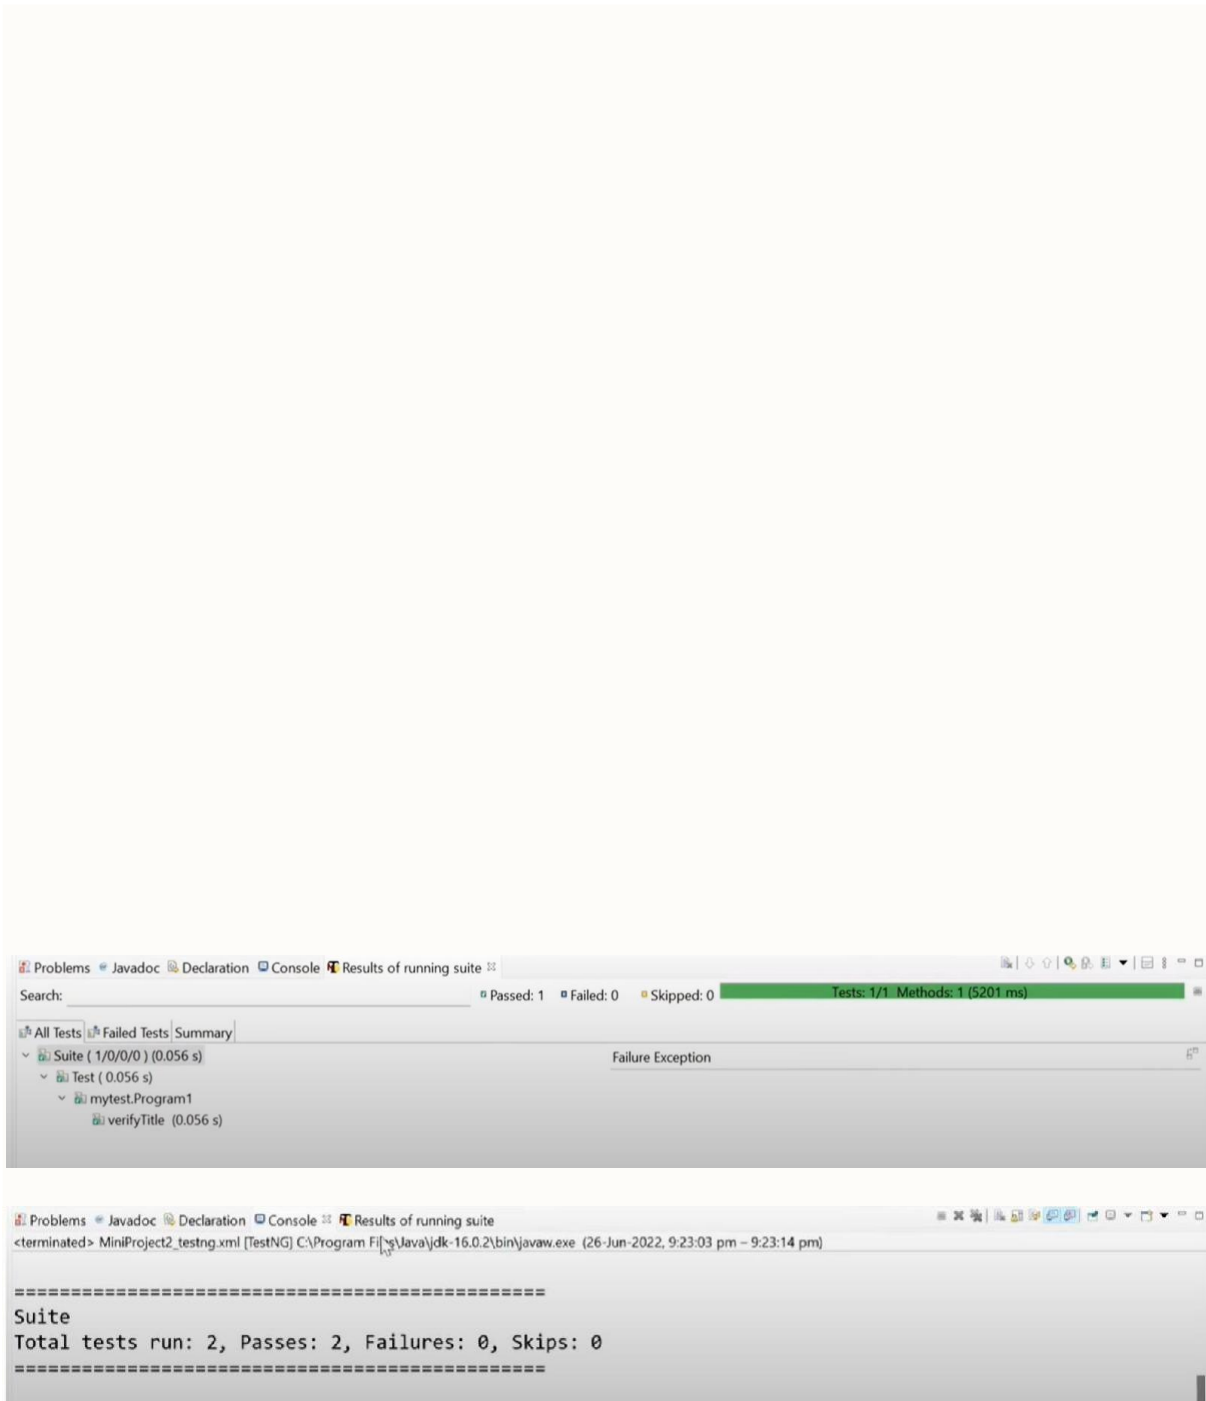 Problems Javadoc Declaration Console Results of running suite
Search: Passed: 1 Failed: 0 Skipped: 0 Tests: 1/1 Methods: 1 (5201 ms)
All Tests Failed Tests Summary
Suite ( 1/0/0/0 ) (0.056 s) Failure Exception
Test ( 0.056 s)
mytest.Program1
verifyTitle (0.056 s)
Problems Javadoc Declaration Console Results of running suite
<terminated> MiniProject2_testng.xml [TestNG] C:\Program Files\Java\jdk-16.0.2\bin\javaw.exe (26-Jun-2022, 9:23:03 pm – 9:23:14 pm)
===============================================
Suite
Total tests run: 2, Passes: 2, Failures: 0, Skips: 0
===============================================